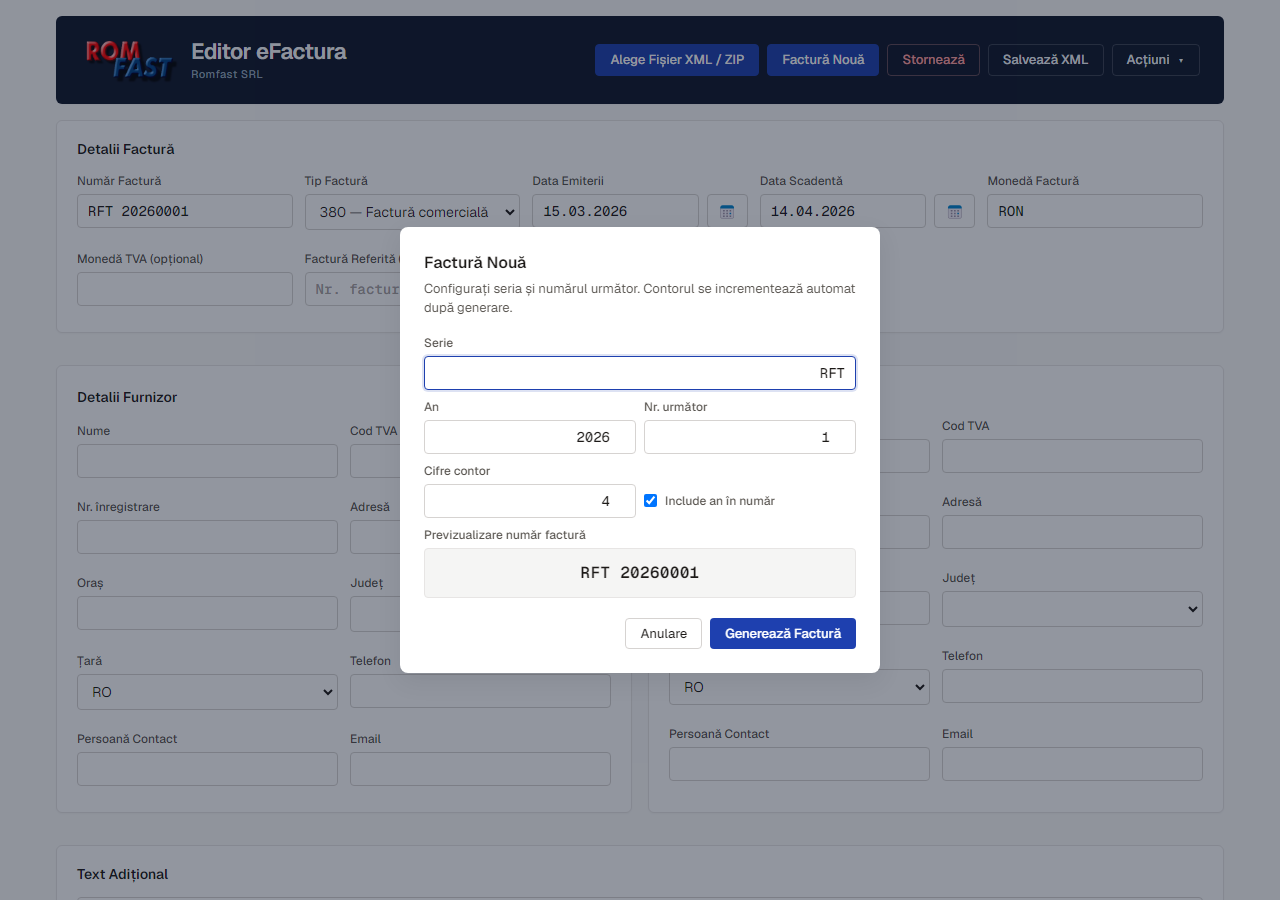 ROM
FAST
Editor eFactura
Romfast SRL
Alege Fișier XML / ZIP
Factură Nouă
Stornează
Salvează XML
Acțiuni ▾
Detalii Factură
Număr Factură
Tip Factură
Data Emiterii
Data Scadentă
Monedă Factură
RFT 20260001
380 — Factură comercială
15.03.2026
14.04.2026
RON
Monedă TVA (opțional)
Factură Referită
Nr. factur
Factură Nouă
Configurați seria și numărul următor. Contorul se incrementează automat
după generare.
Serie
RFT
An
Nr. următor
2026
1
Cifre contor
4
Include an în număr
Previzualizare număr factură
RFT 20260001
Anulare
Generează Factură
Detalii Furnizor
Nume
Cod TVA
Cod TVA
Nr. înregistrare
Adresă
Adresă
Oraș
Județ
Județ
Țară
Telefon
Telefon
RO
RO
Persoană Contact
Email
Persoană Contact
Email
Text Adițional